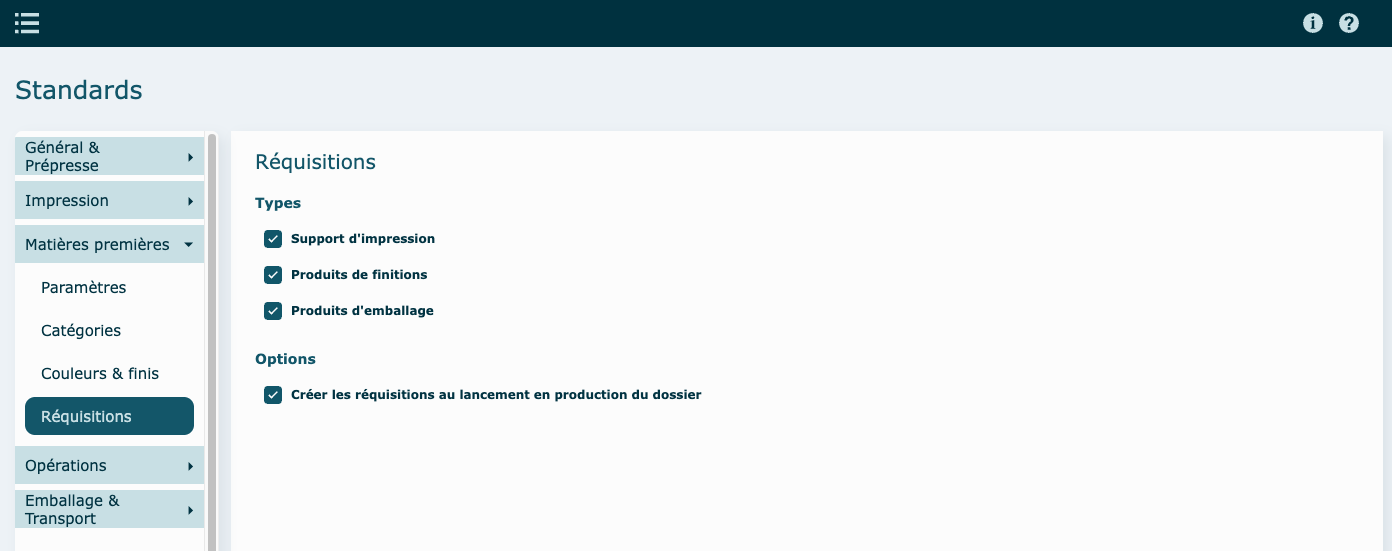 Standards
Général &
Prépresse
Impression
Matières premières
Paramètres
Catégories
Couleurs & finis
Réquisitions
Opérations
Emballage &
Transport
Réquisitions
Types
Support d'impression
Produits de finitions
Produits d'emballage
Options
Créer les réquisitions au lancement en production du dossier